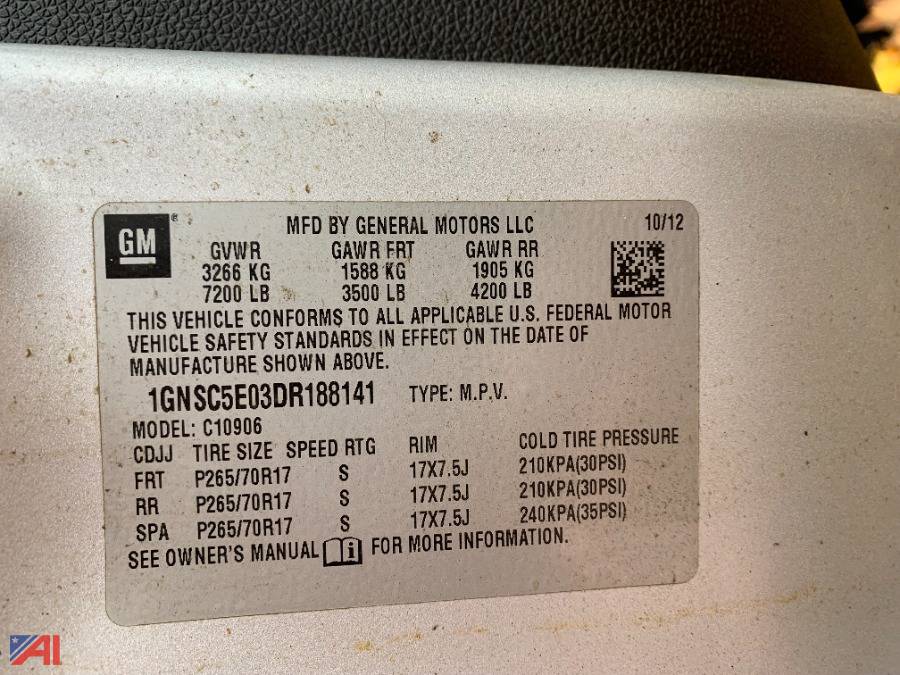 GM®
MFD BY GENERAL MOTORS LLC 10/12
GVWR GAWR FRT GAWR RR
3266 KG 1588 KG 1905 KG
7200 LB 3500 LB 4200 LB
THIS VEHICLE CONFORMS TO ALL APPLICABLE U.S. FEDERAL MOTOR
VEHICLE SAFETY STANDARDS IN EFFECT ON THE DATE OF
MANUFACTURE SHOWN ABOVE.
1GNSC5E03DR188141 TYPE: M.P.V.
MODEL: C10906
CDJJ TIRE SIZE SPEED RTG RIM COLD TIRE PRESSURE
FRT P265/70R17 S 17X7.5J 210KPA(30PSI)
RR P265/70R17 S 17X7.5J 210KPA(30PSI)
SPA P265/70R17 S 17X7.5J 240KPA(35PSI)
SEE OWNER'S MANUAL i FOR MORE INFORMATION.
AI